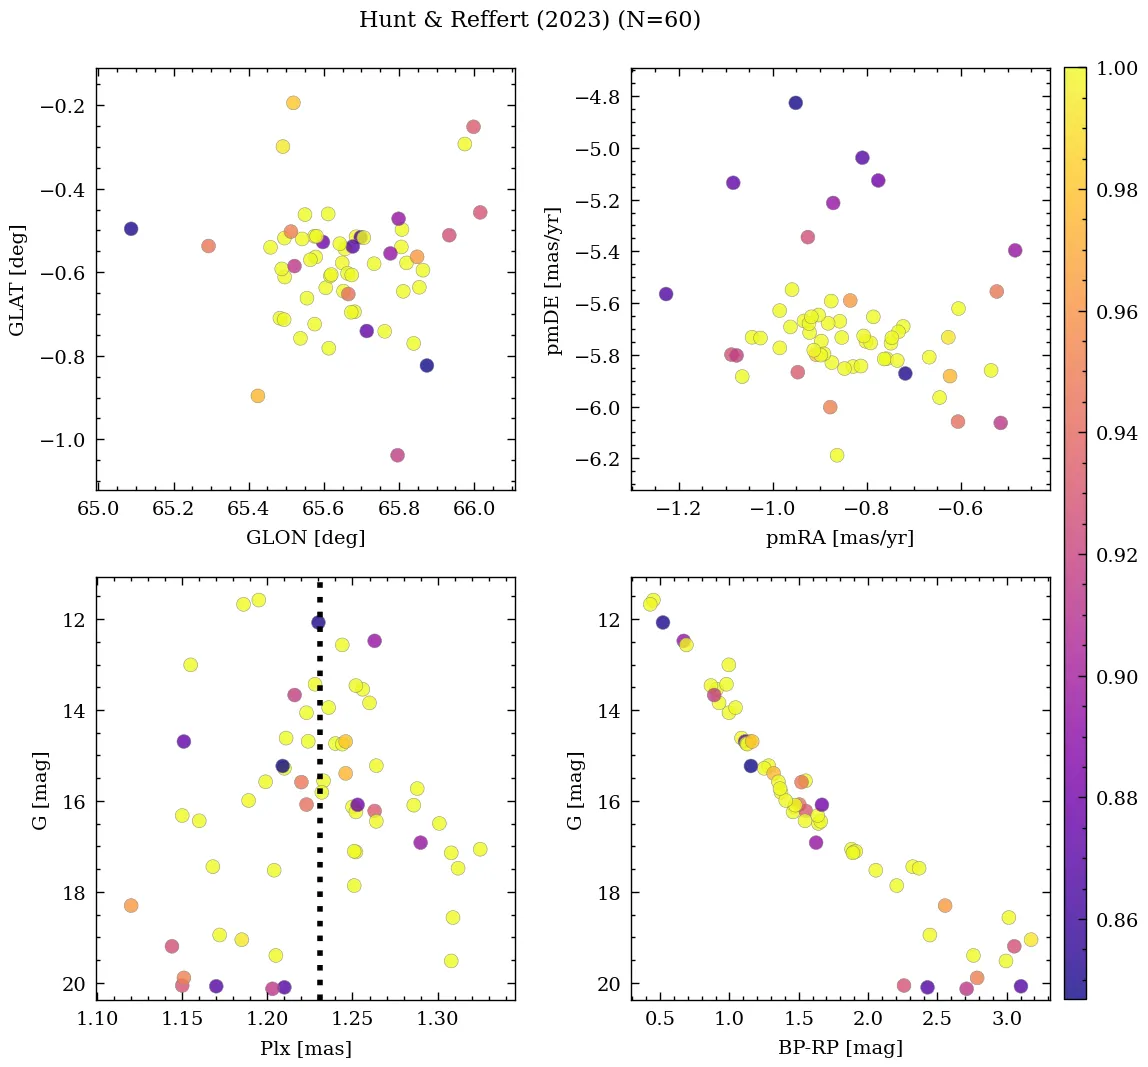 Hunt & Reffert (2023) (N=60)
−0.2
−0.4
−0.6
−0.8
−1.0
GLAT [deg]
65.0 65.2 65.4 65.6 65.8 66.0
GLON [deg]
−4.8
−5.0
−5.2
−5.4
−5.6
−5.8
−6.0
−6.2
pmDE [mas/yr]
−1.2 −1.0 −0.8 −0.6
pmRA [mas/yr]
12
14
16
18
20
G [mag]
1.10 1.15 1.20 1.25 1.30
Plx [mas]
12
14
16
18
20
G [mag]
0.5 1.0 1.5 2.0 2.5 3.0
BP-RP [mag]
1.00
0.98
0.96
0.94
0.92
0.90
0.88
0.86